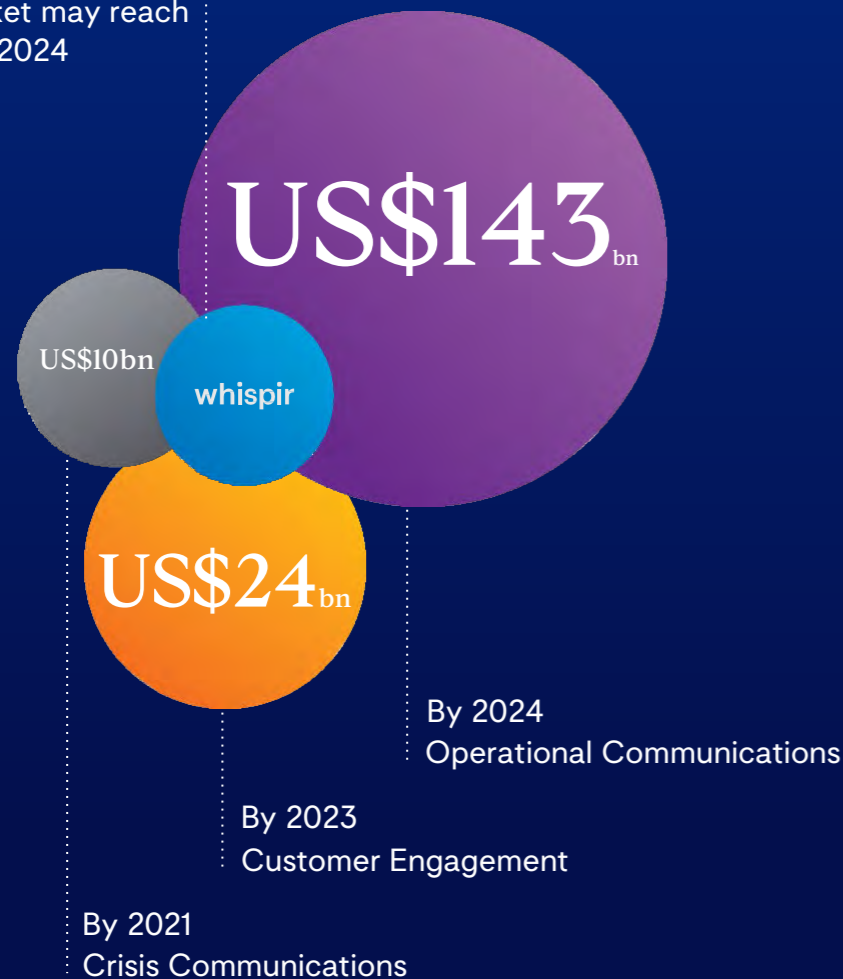 may reach
2024
US$143bn
US$10bn
whispir
US$24bn
By 2024
Operational Communications
By 2023
Customer Engagement
By 2021
Crisis Communications